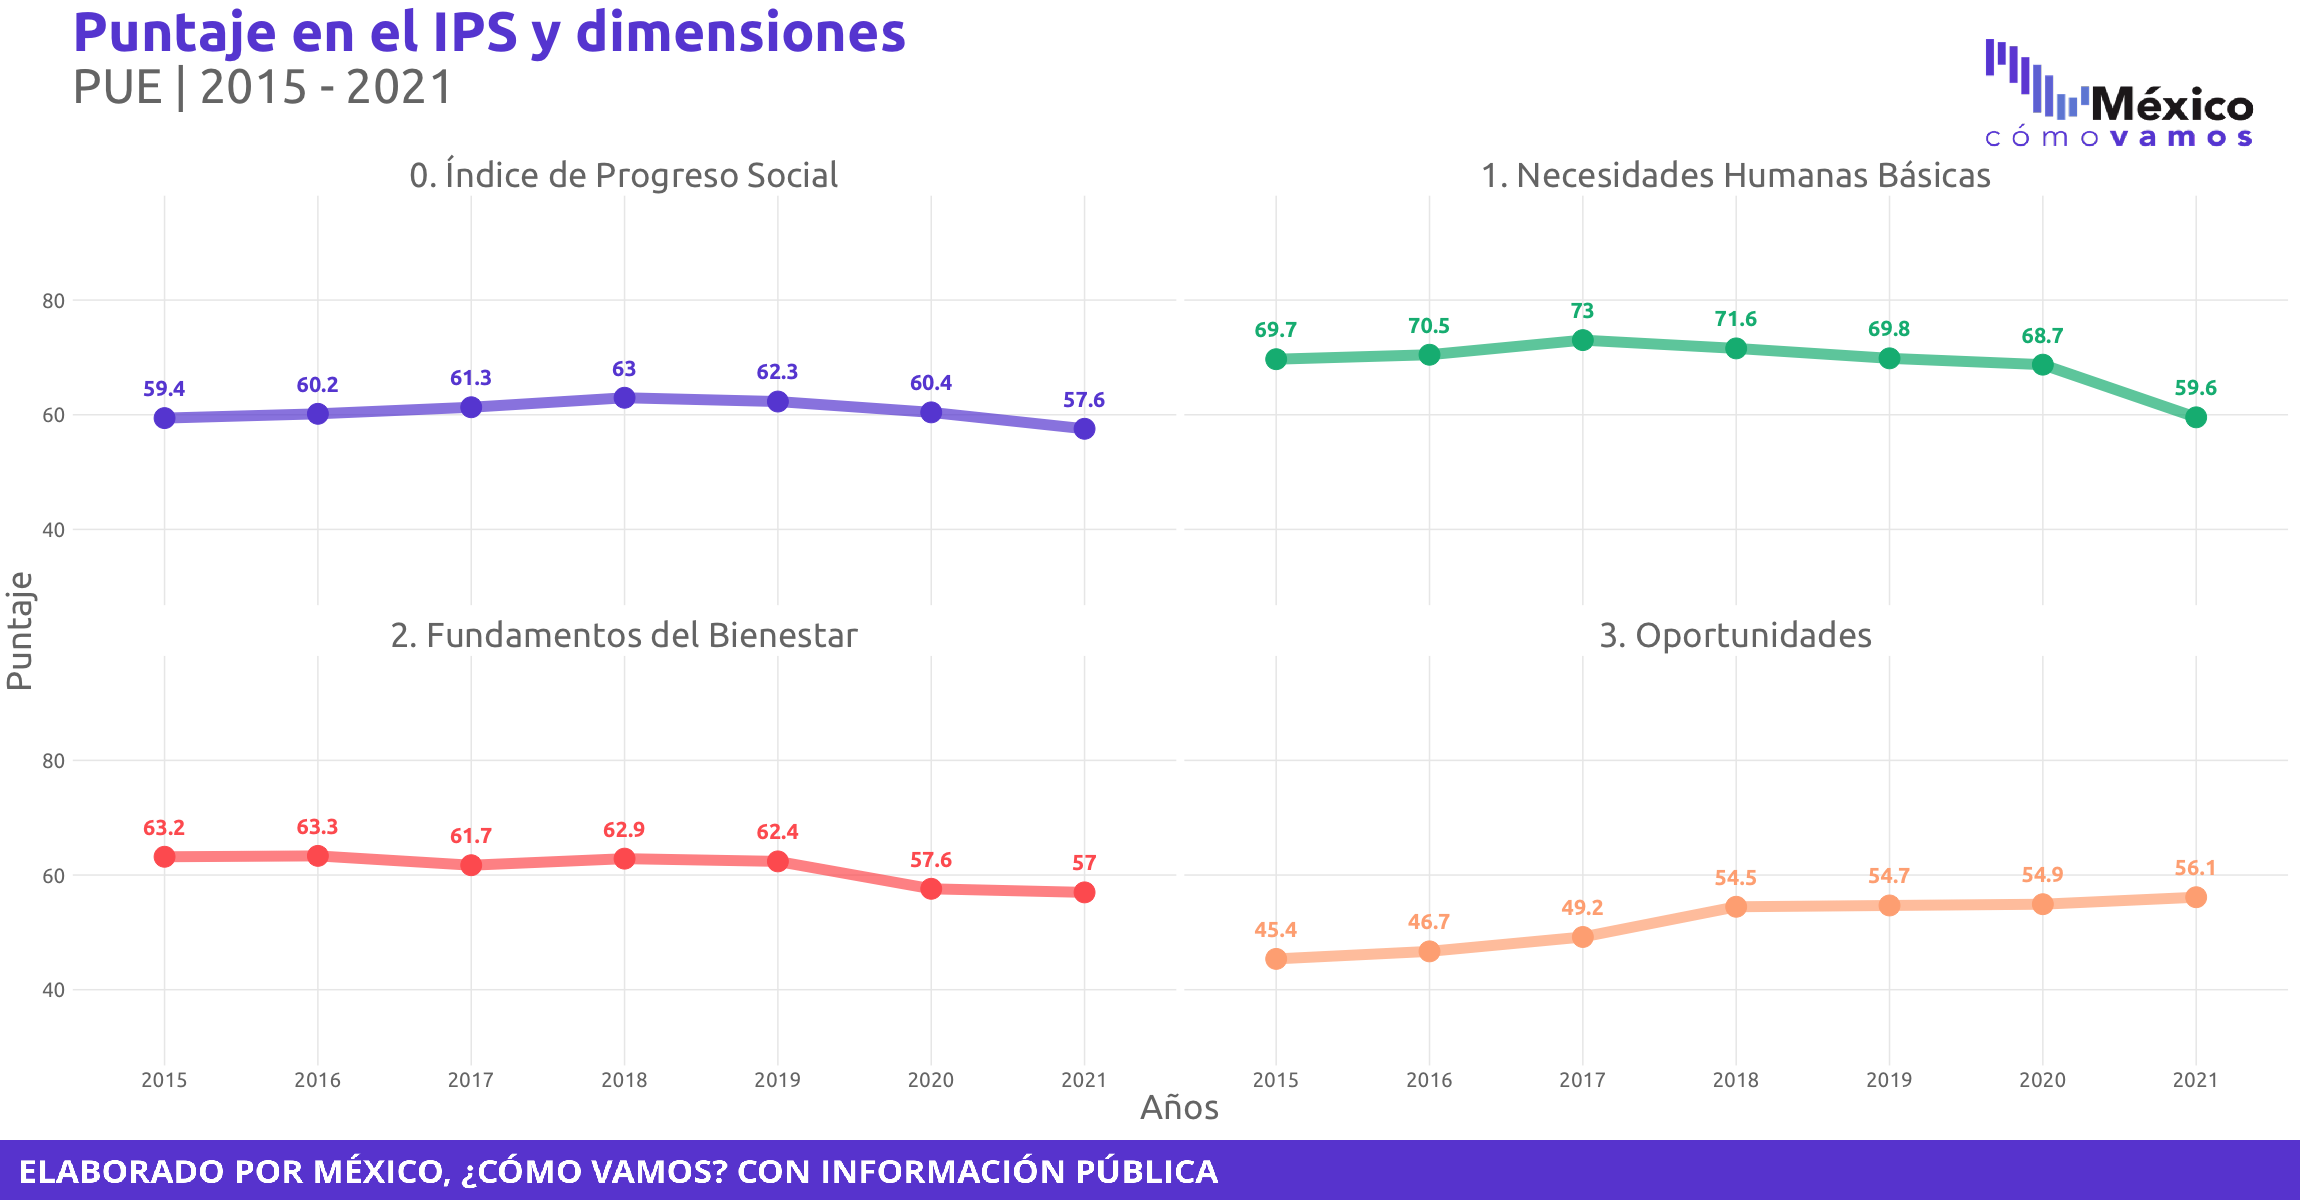 Puntaje en el IPS y dimensiones
PUE | 2015 - 2021
México
cómovamos
0. Índice de Progreso Social
80
60
40
59.4 60.2 61.3 63 62.3 60.4 57.6
1. Necesidades Humanas Básicas
69.7 70.5 73 71.6 69.8 68.7 59.6
Puntaje
2. Fundamentos del Bienestar
80
60
40
63.2 63.3 61.7 62.9 62.4 57.6 57
2015 2016 2017 2018 2019 2020 2021
3. Oportunidades
45.4 46.7 49.2 54.5 54.7 54.9 56.1
2015 2016 2017 2018 2019 2020 2021
Años
ELABORADO POR MÉXICO, ¿CÓMO VAMOS? CON INFORMACIÓN PÚBLICA